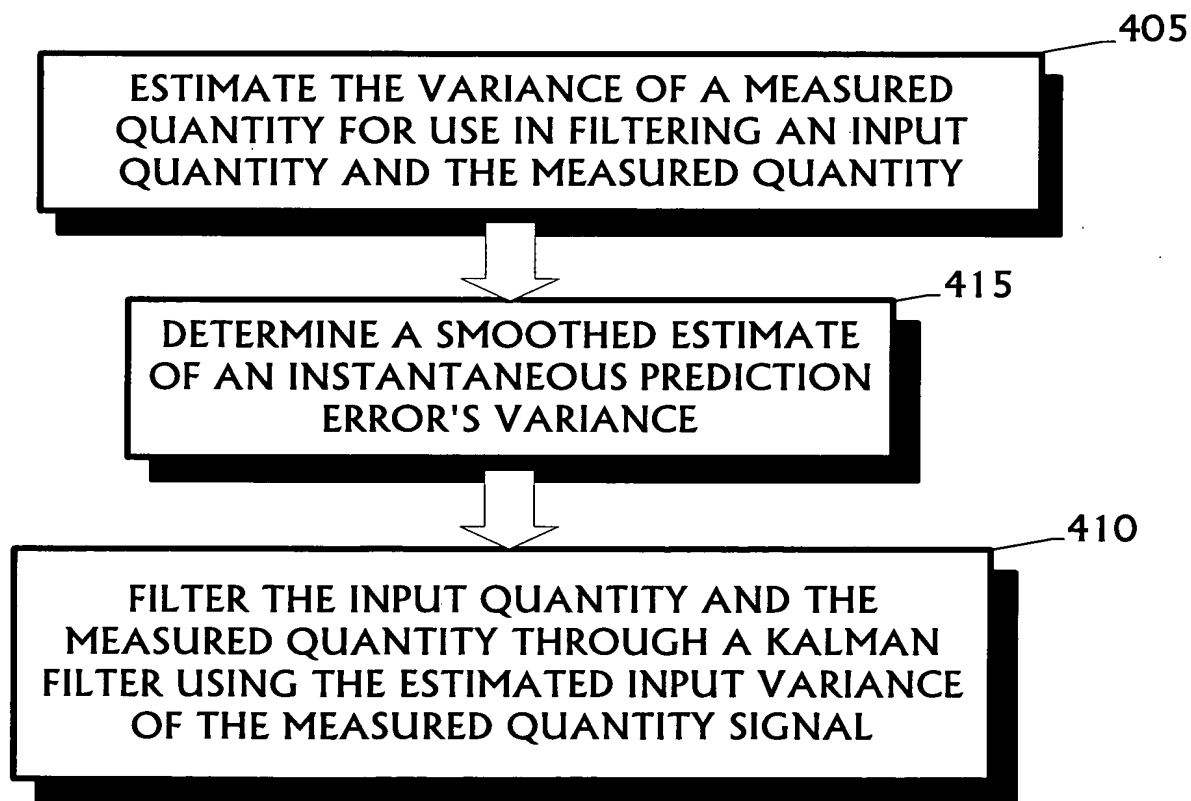 405
ESTIMATE THE VARIANCE OF A MEASURED
QUANTITY FOR USE IN FILTERING AN INPUT
QUANTITY AND THE MEASURED QUANTITY
415
DETERMINE A SMOOTHED ESTIMATE
OF AN INSTANTANEOUS PREDICTION
ERROR'S VARIANCE
410
FILTER THE INPUT QUANTITY AND THE
MEASURED QUANTITY THROUGH A KALMAN
FILTER USING THE ESTIMATED INPUT VARIANCE
OF THE MEASURED QUANTITY SIGNAL